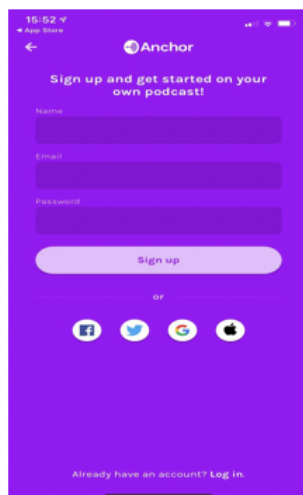 15:52
◄ App Store
Anchor
Sign up and get started on your
own podcast!
Name
Email
Password
Sign up
or
Already have an account? Log in.